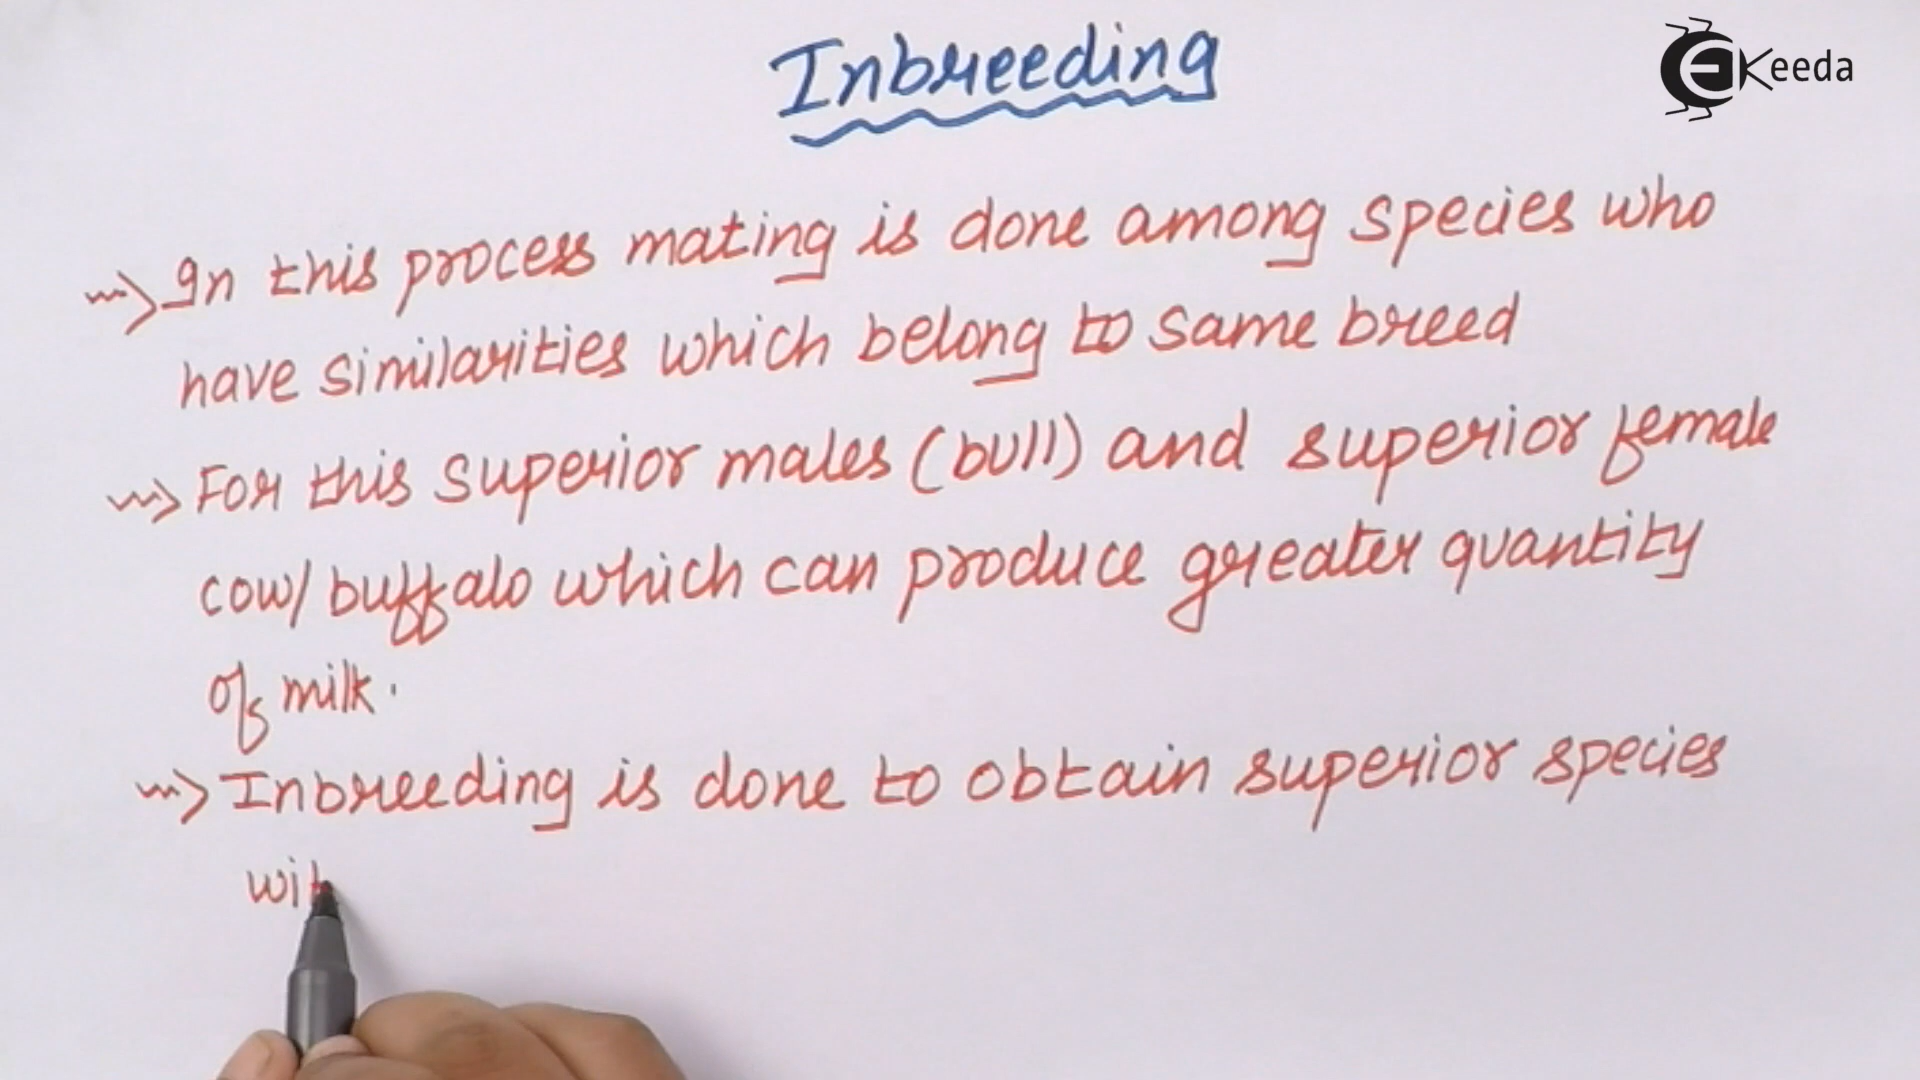 Inbreeding
EKeeda
In this process mating is done among species who
have similarities which belong to same breed
For this superior males (bull) and superior female
cow/buffalo which can produce greater quantity
of milk.
Inbreeding is done to obtain superior species
wit